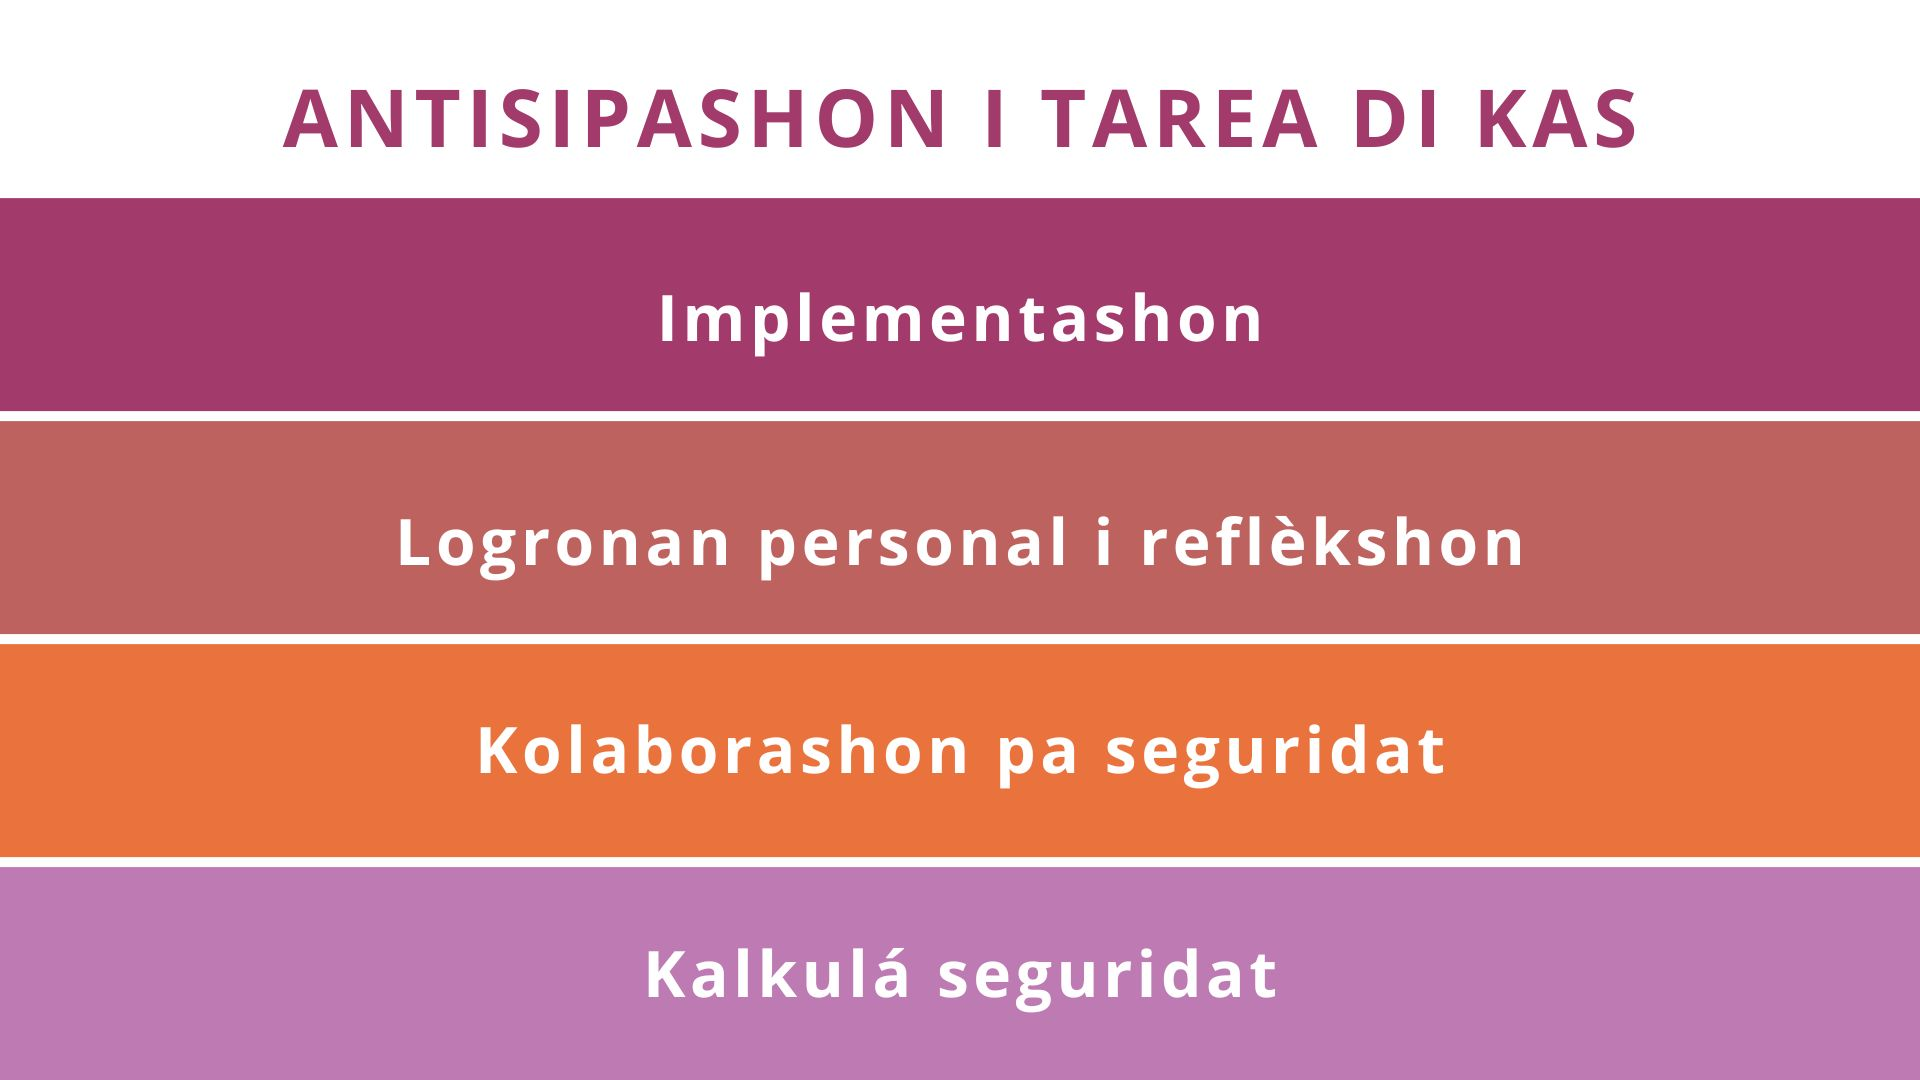 ANTISIPASHON I TAREA DI KAS
Implementashon
Logronan personal i reflèkshon
Kolaborashon pa seguridat
Kalkulá seguridat